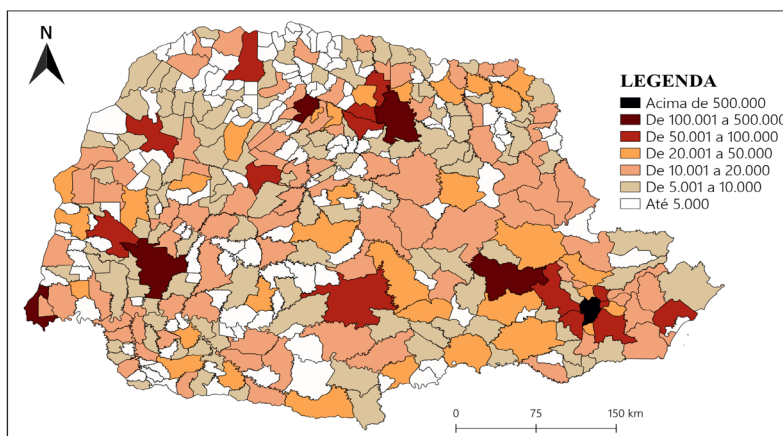 N
LEGENDA
Acima de 500.000
De 100.001 a 500.000
De 50.001 a 100.000
De 20.001 a 50.000
De 10.001 a 20.000
De 5.001 a 10.000
Até 5.000
0 75 150 km